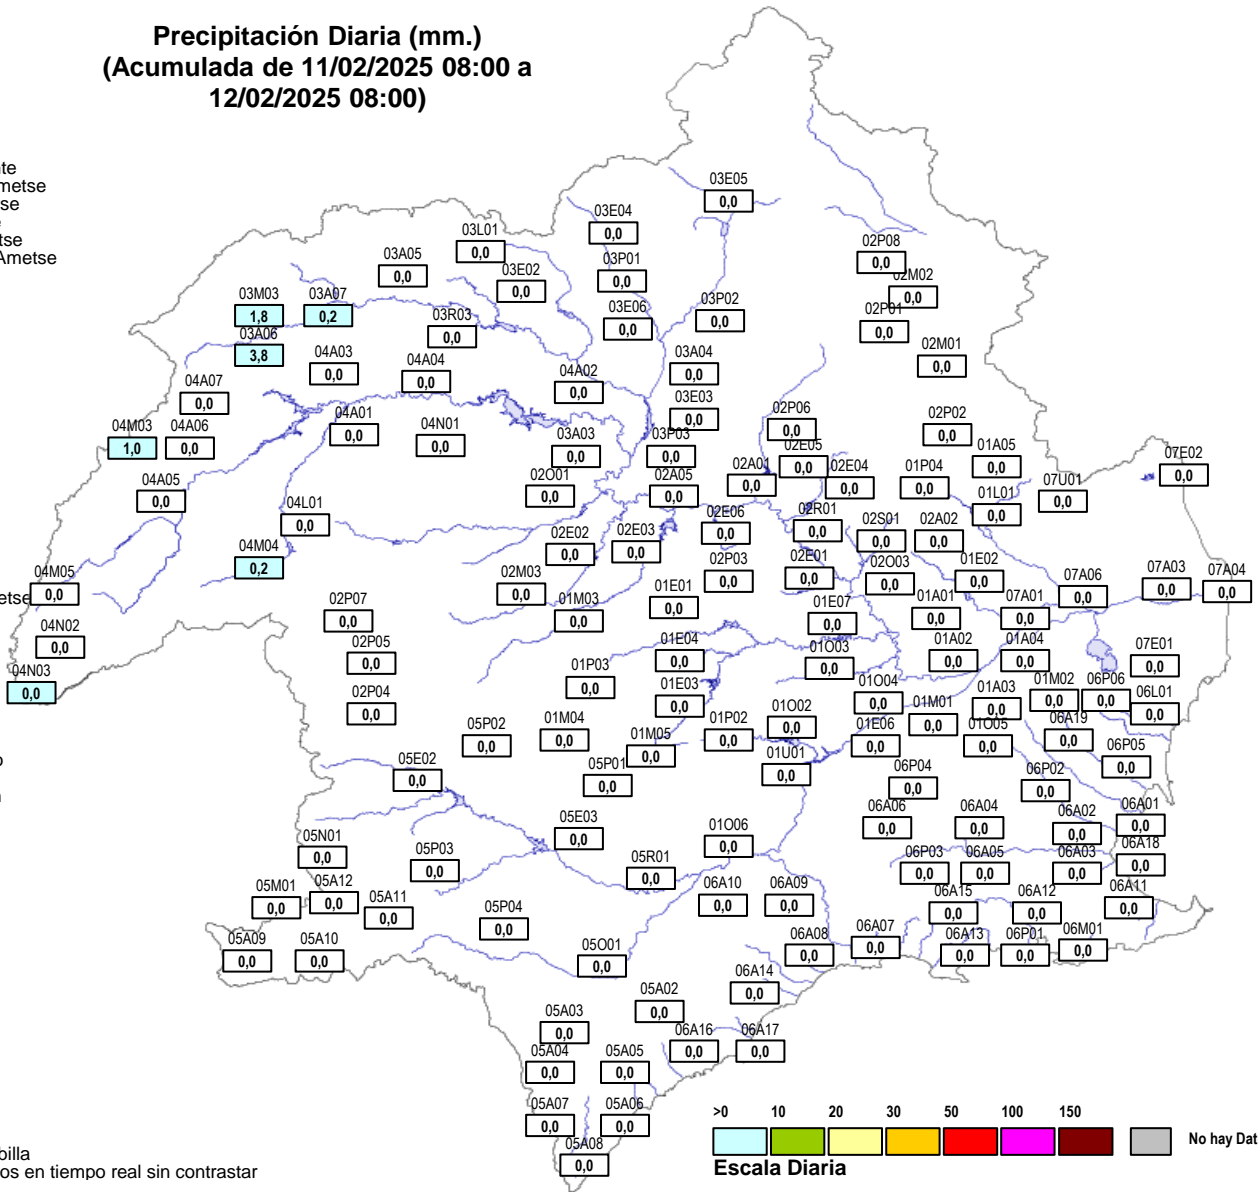 Precipitación Diaria (mm.)
(Acumulada de 11/02/2025 08:00 a
12/02/2025 08:00)
nte
metse
tse
e
tse
Ametse
03E05
0,0
03E04
0,0
03L01
0,0
03A05
0,0
03E02
0,0
03P01
0,0
02P08
0,0
02M02
0,0
03M03
1,8
03A07
0,2
03R03
0,0
03E06
0,0
03P02
0,0
02P01
0,0
03A06
3,8
04A03
0,0
04A04
0,0
04A02
0,0
03A04
0,0
02M01
0,0
04A07
0,0
03E03
0,0
04M03
1,0
04A06
0,0
04A01
0,0
04N01
0,0
03A03
0,0
03P03
0,0
02P06
0,0
02E05
0,0
02P02
0,0
01A05
0,0
07E02
0,0
04A05
0,0
02O01
0,0
02A05
0,0
02A01
0,0
02E04
0,0
01P04
0,0
01L01
0,0
07U01
0,0
04L01
0,0
02E06
0,0
02R01
0,0
02S01
0,0
02A02
0,0
04M04
0,2
02E02
0,0
02E03
0,0
02P03
0,0
02E01
0,0
02O03
0,0
01E02
0,0
04M05
0,0
etse
02M03
0,0
01M03
0,0
01E01
0,0
01E07
0,0
01A01
0,0
07A01
0,0
07A06
0,0
07A03
0,0
07A04
0,0
04N02
0,0
02P07
0,0
02P05
0,0
01E04
0,0
01O03
0,0
01A02
0,0
01A04
0,0
07E01
0,0
04N03
0,0
02P04
0,0
01P03
0,0
01E03
0,0
01O04
0,0
01M01
0,0
01A03
0,0
01M02
0,0
06P06
0,0
06L01
0,0
05P02
0,0
01M04
0,0
01M05
0,0
01P02
0,0
01O02
0,0
01E06
0,0
01O05
0,0
06A19
0,0
06P05
0,0
o
n
05E02
0,0
05P01
0,0
01U01
0,0
06P04
0,0
06P02
0,0
05E03
0,0
01O06
0,0
06A06
0,0
06A04
0,0
06A02
0,0
06A01
0,0
05N01
0,0
05P03
0,0
05R01
0,0
06P03
0,0
06A05
0,0
06A03
0,0
06A18
0,0
05M01
0,0
05A12
0,0
05A11
0,0
05P04
0,0
06A10
0,0
06A09
0,0
06A15
0,0
06A12
0,0
06A11
0,0
05A09
0,0
05A10
0,0
05O01
0,0
06A08
0,0
06A07
0,0
06A13
0,0
06P01
0,0
06M01
0,0
05A02
0,0
06A14
0,0
05A03
0,0
06A16
0,0
06A17
0,0
05A04
0,0
05A05
0,0
05A07
0,0
05A06
0,0
05A08
0,0
>0 10 20 30 50 100 150
No hay Dat
Escala Diaria
billa
os en tiempo real sin contrastar